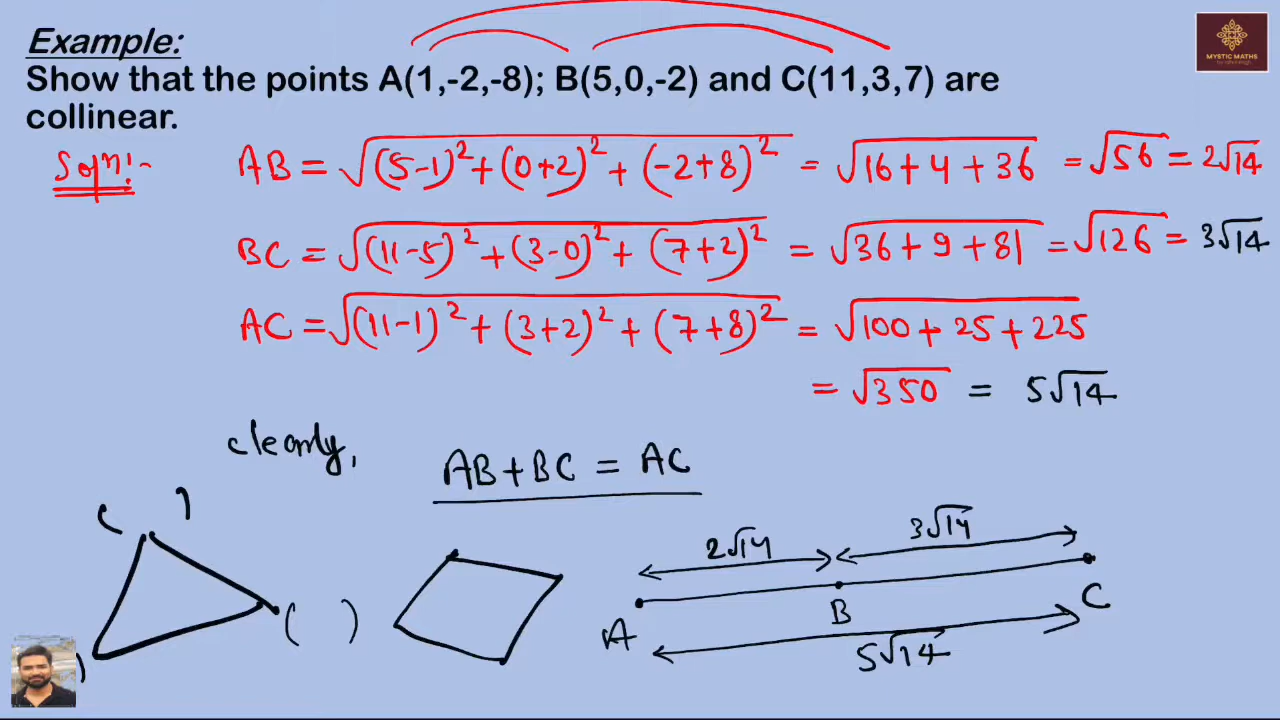 Example:
Show that the points A(1,-2,-8); B(5,0,-2) and C(11,3,7) are
collinear.
MYSTIC MATHS
Soln:-
AB = √(5-1)² + (0+2)² + (-2+8)² = √16 + 4 + 36 = √56 = 2√14
BC = √(11-5)² + (3-0)² + (7+2)² = √36 + 9 + 81 = √126 = 3√14
AC = √(11-1)² + (3+2)² + (7+8)² = √100 + 25 + 225
= √350 = 5√14
clearly,
AB + BC = AC
( )
( )
)
2√14
3√14
A
B
C
5√14